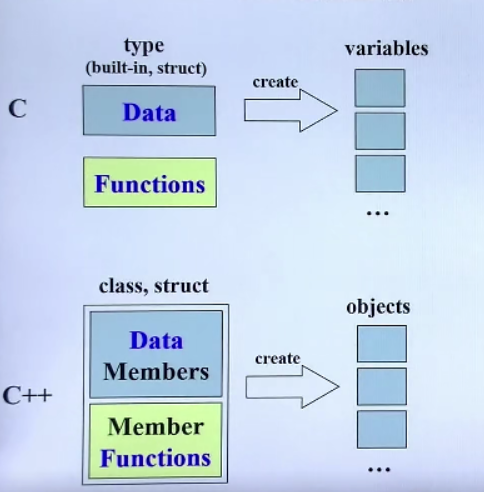 type
(built-in, struct)
variables
create
C
Data
Functions
...
class, struct
objects
create
Data
Members
C++
Member
Functions
...